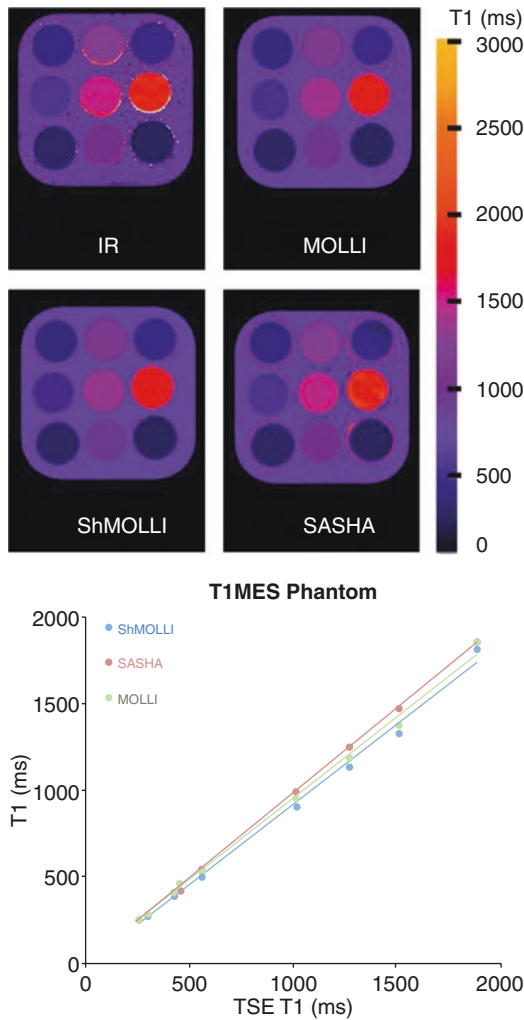 T1 (ms)
3000
2500
2000
1500
1000
500
0
IR
MOLLI
ShMOLLI
SASHA
T1MES Phantom
2000
1500
1000
500
0
T1 (ms)
ShMOLLI
SASHA
MOLLI
0
500
1000
1500
2000
TSE T1 (ms)